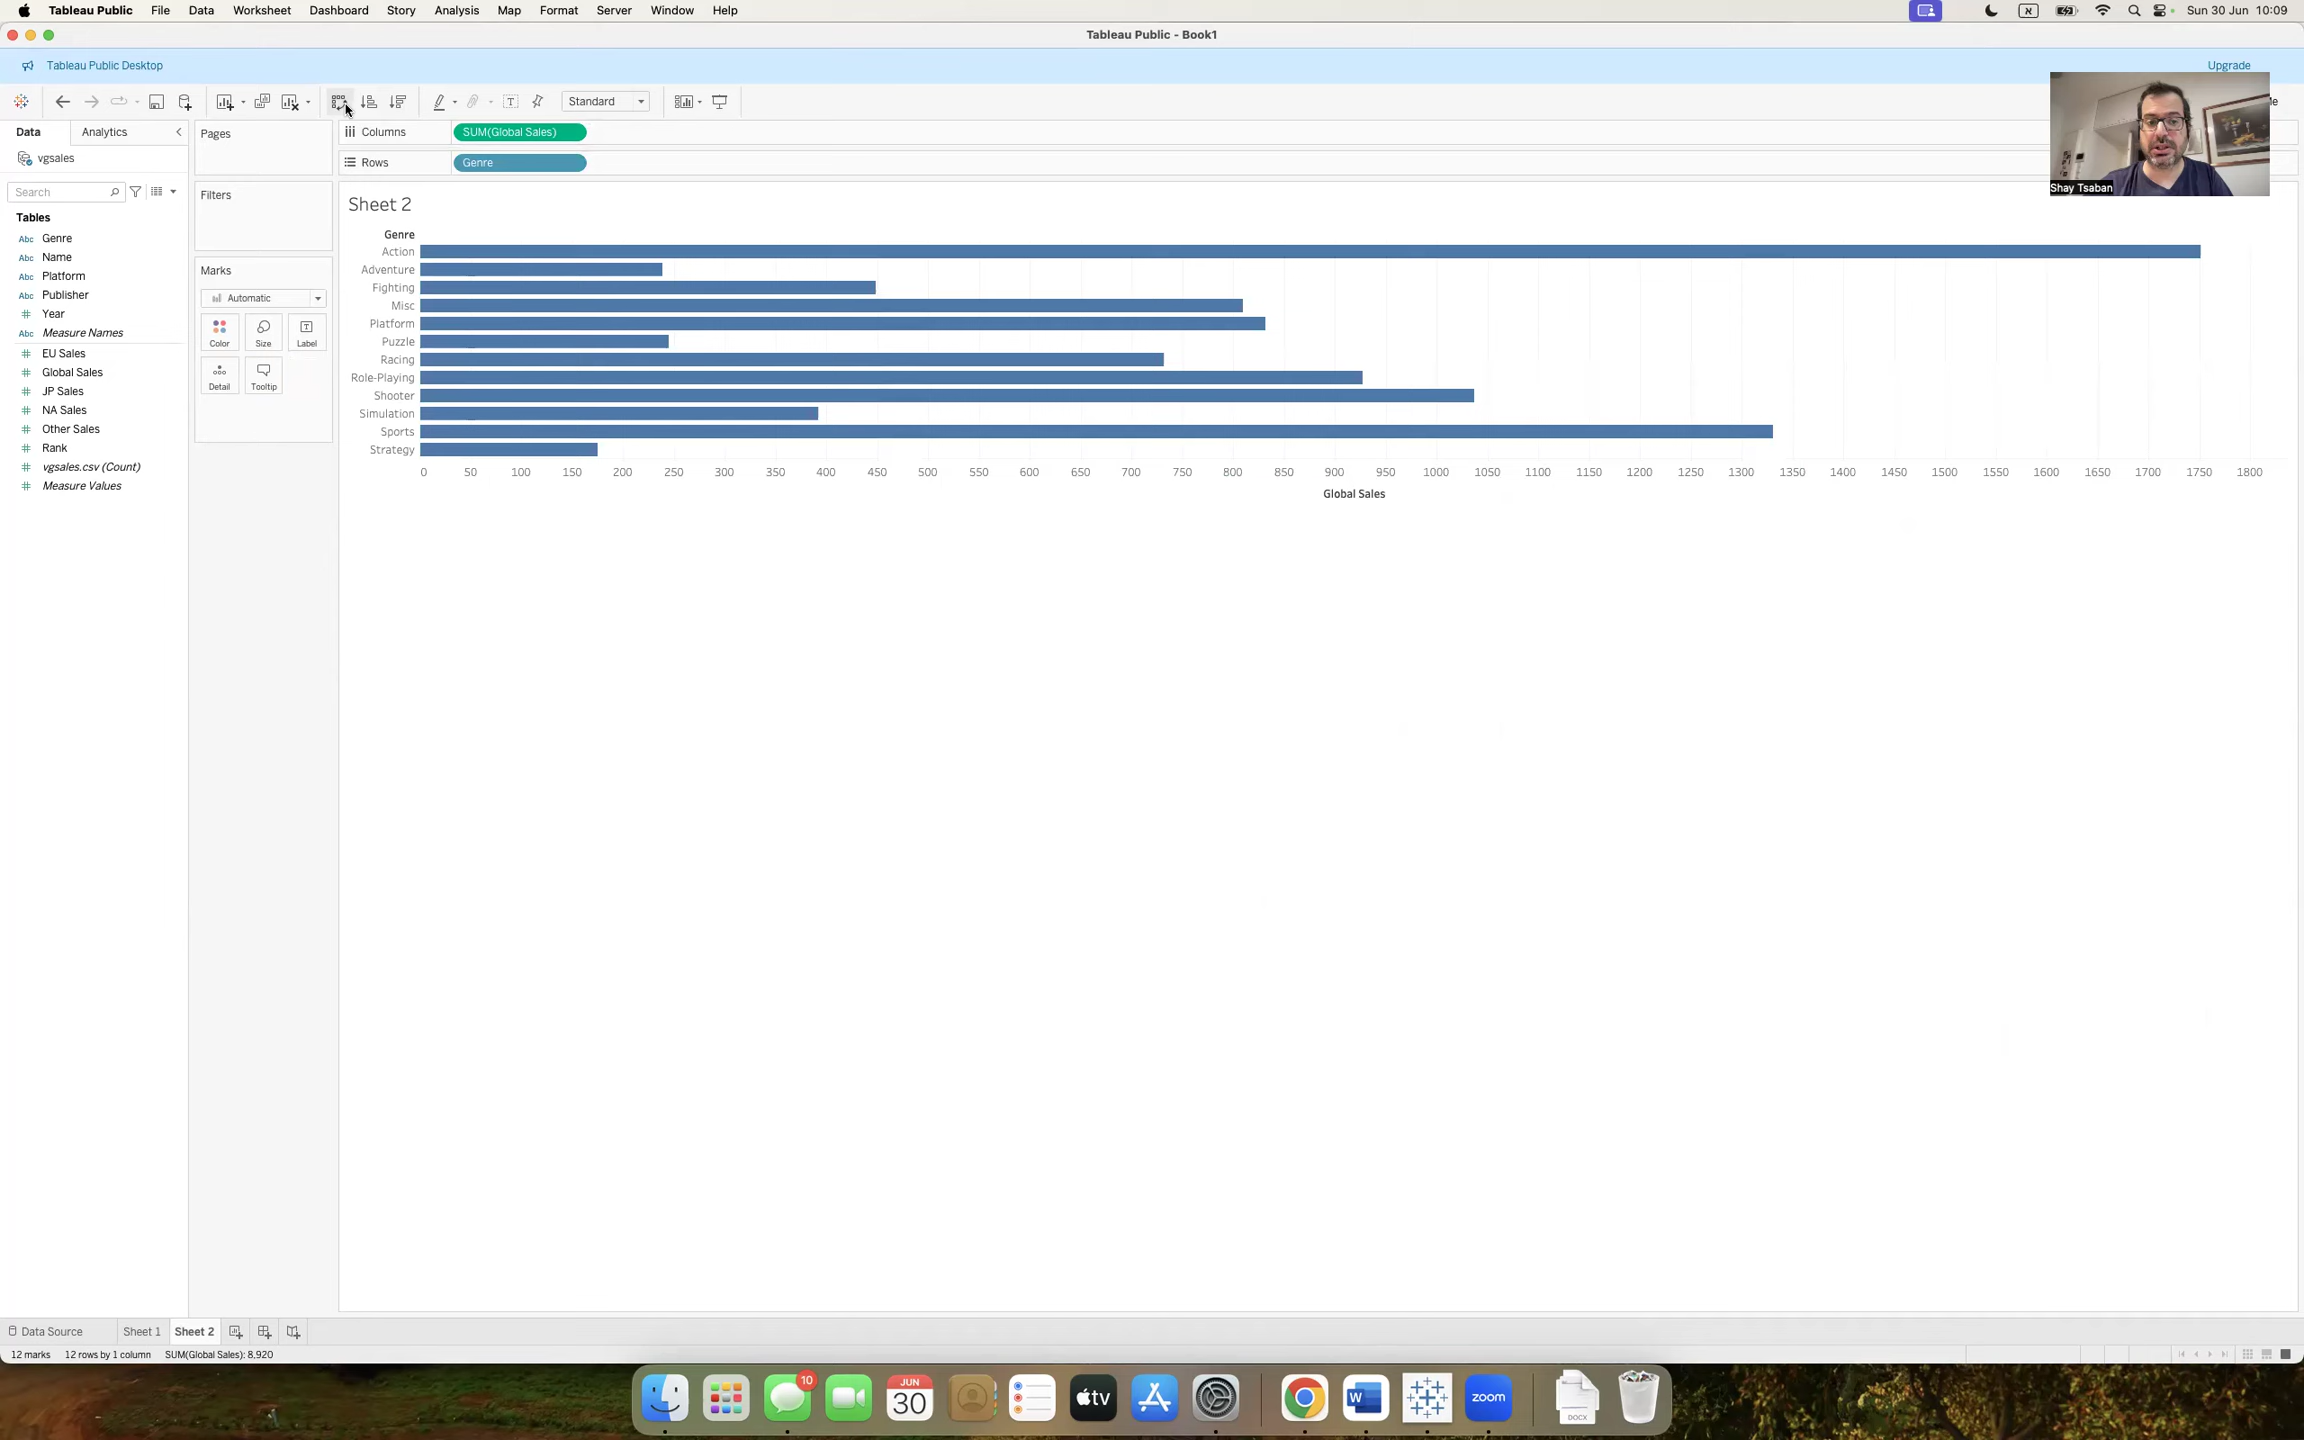 Tableau Public File Data Worksheet Dashboard Story Analysis Map Format Server Window Help Sun 30 Jun 10:09
Tableau Public - Book1
Tableau Public Desktop Upgrade
Standard
Data Analytics
Pages
Columns SUM(Global Sales)
vgsales
Rows Genre
Shay Tsaban
Search
Filters
Sheet 2
Tables
Genre
Abc Genre
Abc Name
Abc Platform
Abc Publisher
# Year
Abc Measure Names
# EU Sales
# Global Sales
# JP Sales
# NA Sales
# Other Sales
# Rank
# vgsales.csv (Count)
# Measure Values
Marks
Automatic
Color Size Label
Detail Tooltip
Action
Adventure
Fighting
Misc
Platform
Puzzle
Racing
Role-Playing
Shooter
Simulation
Sports
Strategy
0 50 100 150 200 250 300 350 400 450 500 550 600 650 700 750 800 850 900 950 1000 1050 1100 1150 1200 1250 1300 1350 1400 1450 1500 1550 1600 1650 1700 1750 1800
Global Sales
Data Source Sheet 1 Sheet 2
12 marks 12 rows by 1 column SUM(Global Sales): 8,920
10
JUN
30
tv
W
zoom
DOCX